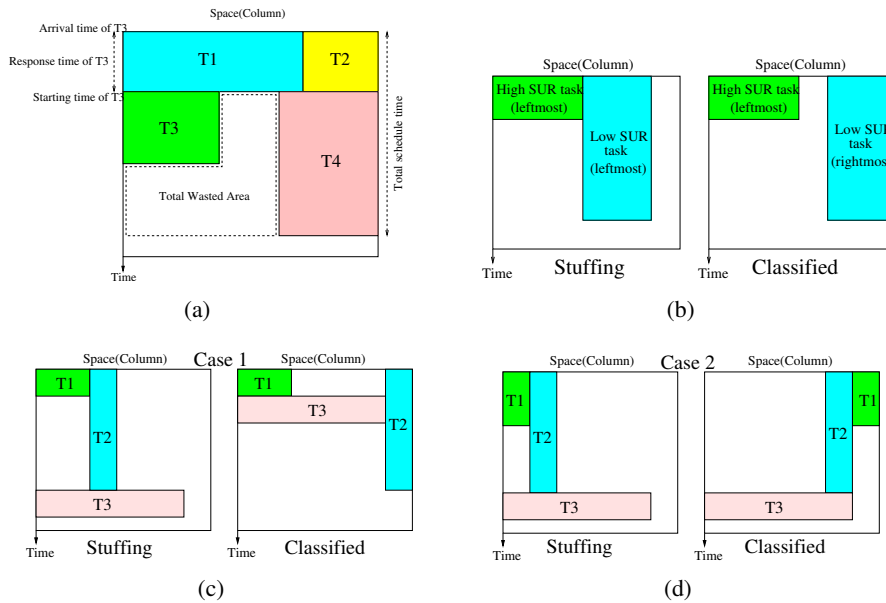 Space(Column)
Arrival time of T3
Response time of T3
T1
T2
Starting time of T3
T3
T4
Total Wasted Area
Total schedule time
Time
(a)
Space(Column)
High SUR task
(leftmost)
Low SUR
task
(leftmost)
Time
Stuffing
Space(Column)
High SUR task
(leftmost)
Low SUR
task
(rightmost
Time
Classified
(b)
Case 1
Space(Column)
T1
T2
T3
Time
Stuffing
Space(Column)
T1
T3
T2
Classified
(c)
Case 2
Space(Column)
T1
T2
T3
Time
Stuffing
Space(Column)
T1
T2
T3
Time
Classified
(d)